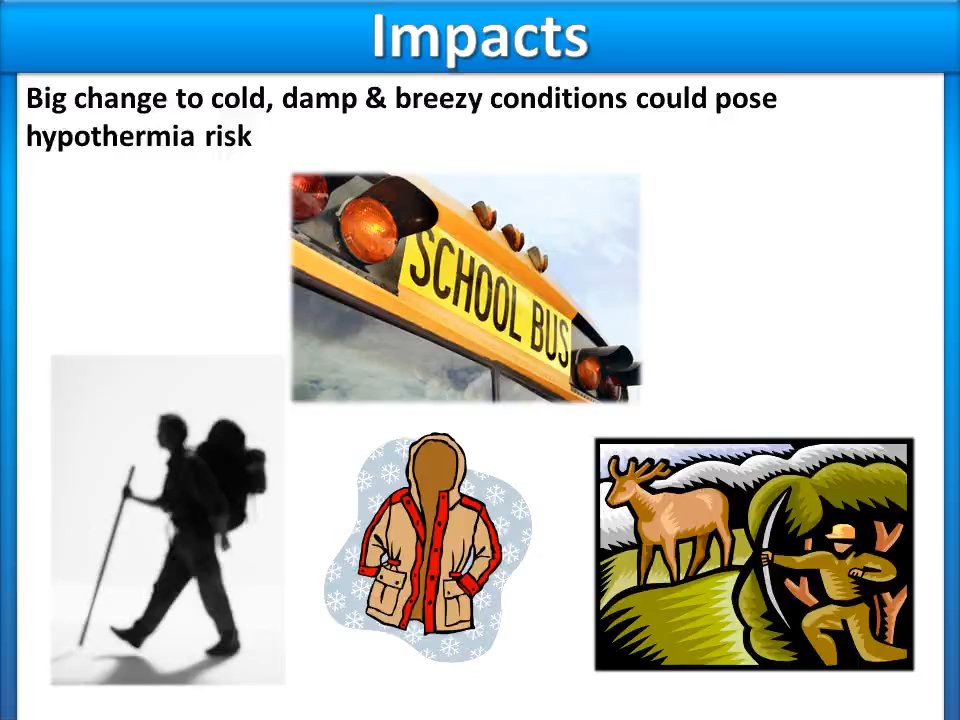 Impacts
Big change to cold, damp & breezy conditions could pose
hypothermia risk
SCHOOL BUS